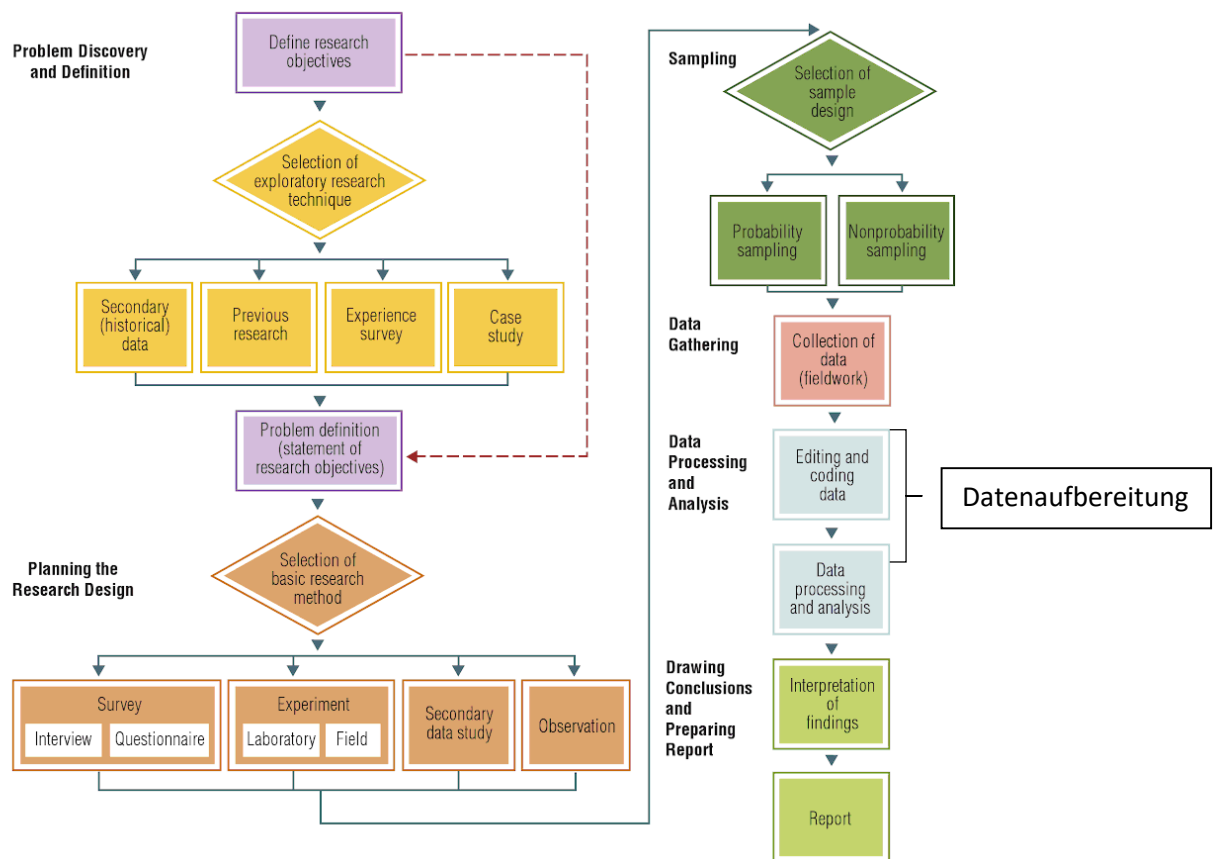 Problem Discovery
and Definition
Define research
objectives
Selection of
exploratory research
technique
Secondary
(historical)
data
Previous
research
Experience
survey
Case
study
Problem definition
(statement of
research objectives)
Planning the
Research Design
Selection of
basic research
method
Survey
Interview
Questionnaire
Experiment
Laboratory
Field
Secondary
data study
Observation
Sampling
Selection of
sample
design
Probability
sampling
Nonprobability
sampling
Data
Gathering
Collection of
data
(fieldwork)
Data
Processing
and
Analysis
Editing and
coding
data
Datenaufbereitung
Data
processing
and analysis
Drawing
Conclusions
and
Preparing
Report
Interpretation
of
findings
Report